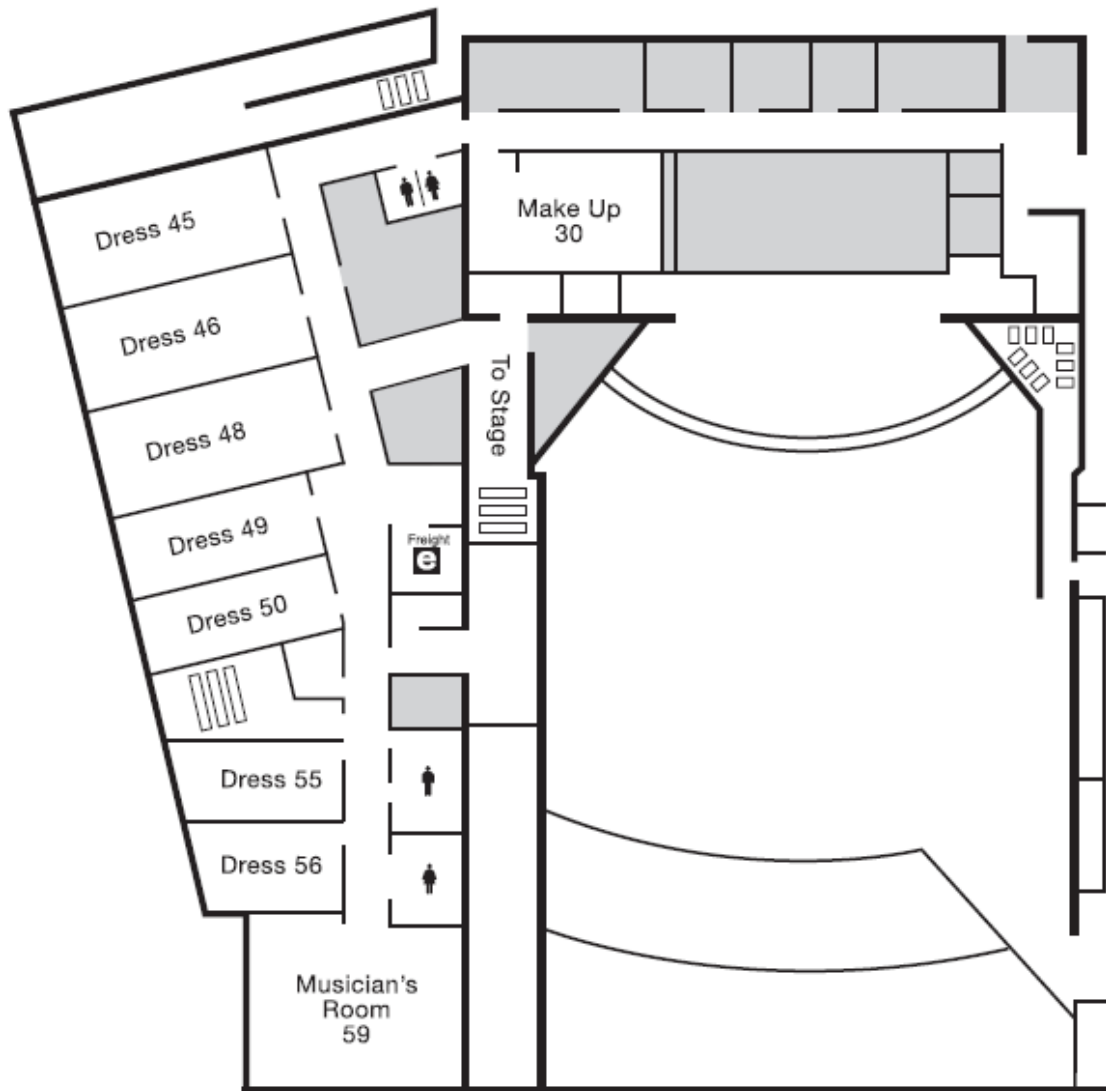 Make Up
30
Dress 45
Dress 46
To Stage
Dress 48
Dress 49
Freight
e
Dress 50
Dress 55
Dress 56
Musician's
Room
59